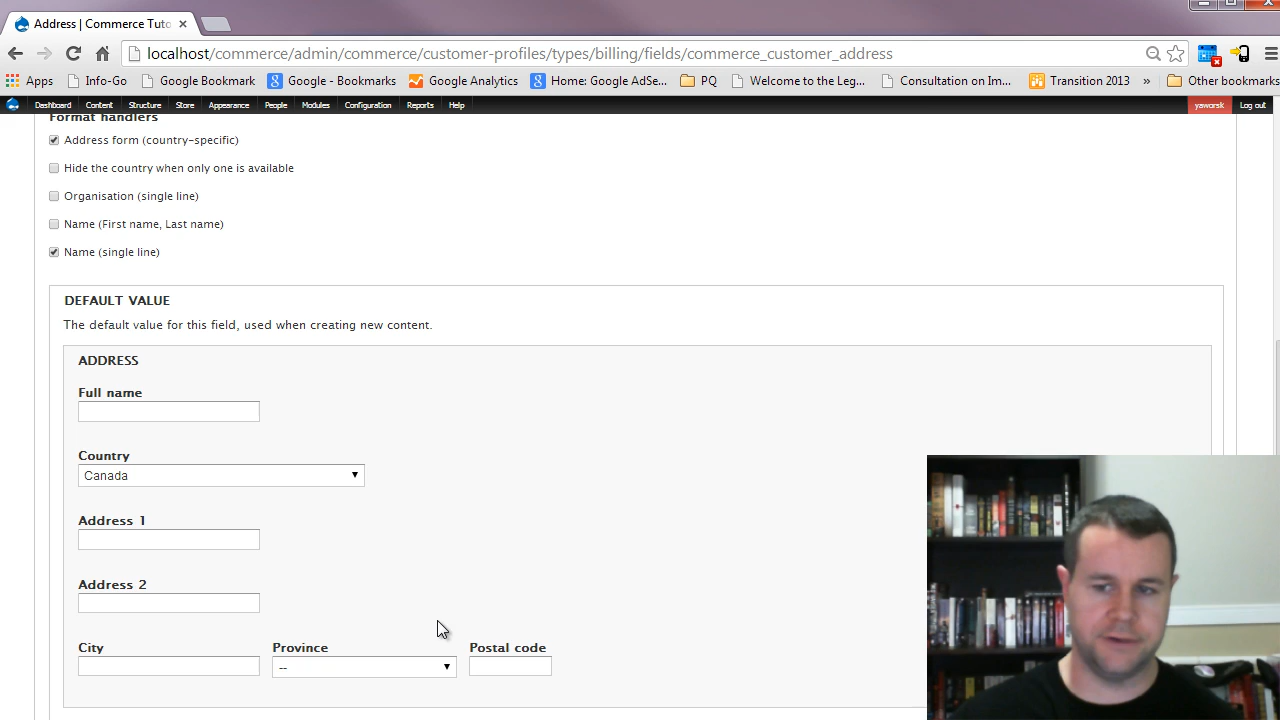 Address | Commerce Tuto
localhost/commerce/admin/commerce/customer-profiles/types/billing/fields/commerce_customer_address
Apps Info-Go Google Bookmark Google - Bookmarks Google Analytics Home: Google AdSe... PQ Welcome to the Leg... Consultation on Im... Transition 2013 » Other bookmarks
Dashboard Content Structure Store Appearance People Modules Configuration Reports Help yaworsk Log out
Format handlers
Address form (country-specific)
Hide the country when only one is available
Organisation (single line)
Name (First name, Last name)
Name (single line)
DEFAULT VALUE
The default value for this field, used when creating new content.
ADDRESS
Full name
Country
Canada
Address 1
Address 2
City Province Postal code
--